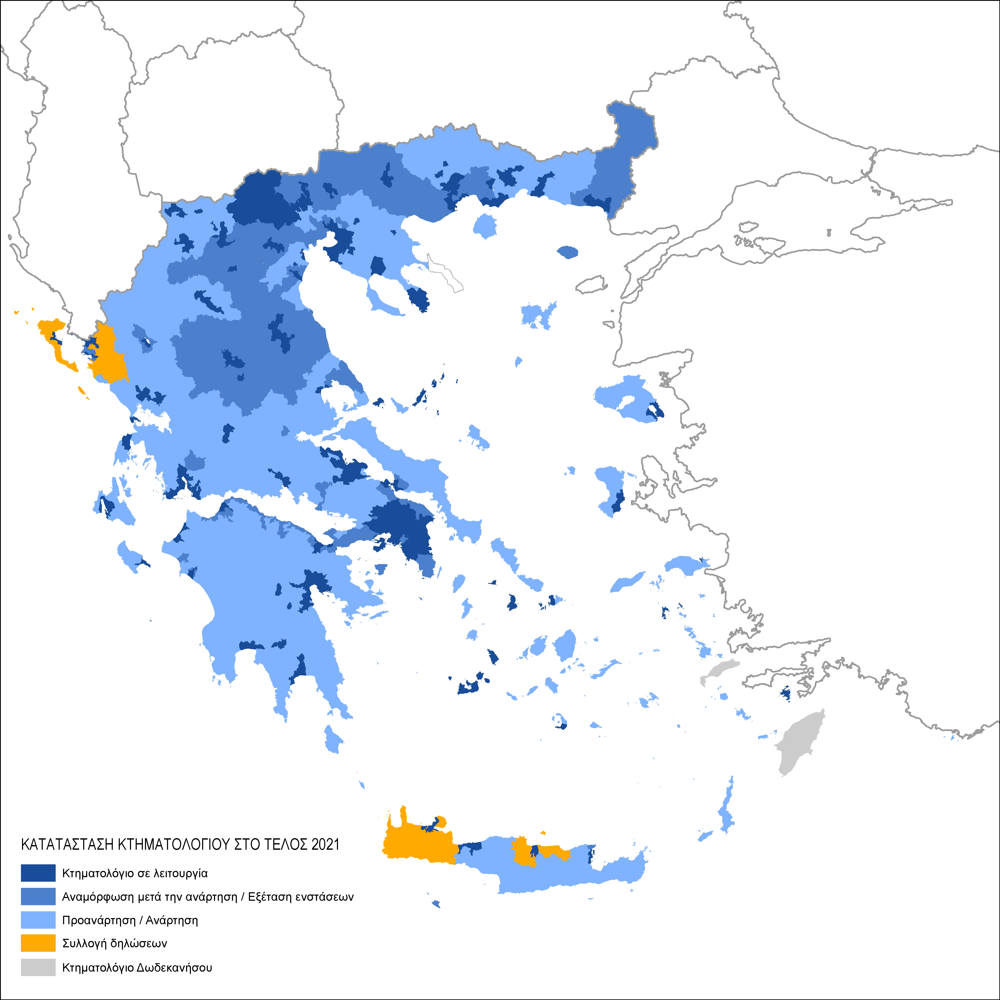 ΚΑΤΑΤΑΣΤΑΣΗ ΚΤΗΜΑΤΟΛΟΓΙΟΥ ΣΤΟ ΤΕΛΟΣ 2021
Κτηματολόγιο σε λειτουργία
Αναμόρφωση μετά την ανάρτηση / Εξέταση ενστάσεων
Προανάρτηση / Ανάρτηση
Συλλογή δηλώσεων
Κτηματολόγιο Δωδεκανήσου